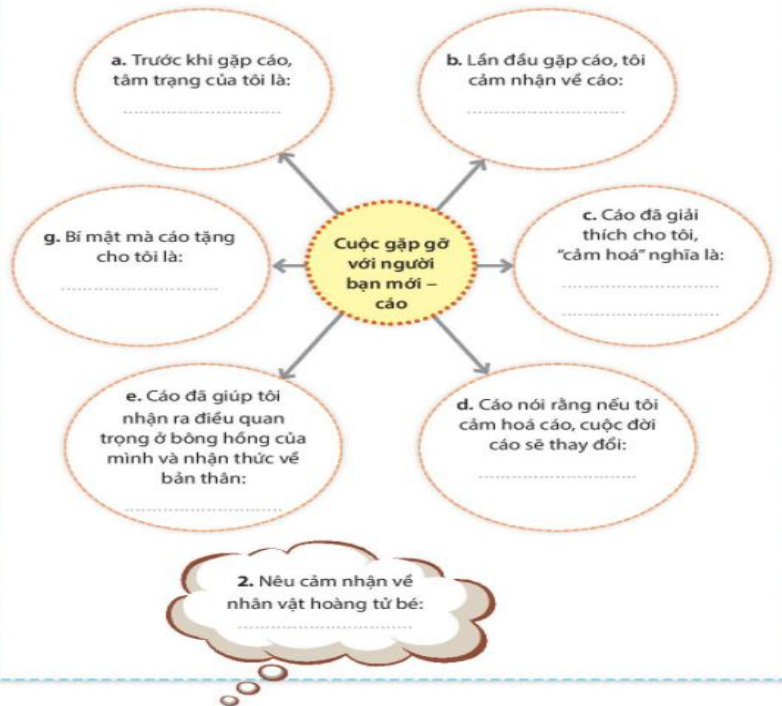 a. Trước khi gặp cáo,
tâm trạng của tôi là:
b. Lần đầu gặp cáo, tôi
cảm nhận về cáo:
c. Cáo đã giải
thích cho tôi,
"cảm hoá" nghĩa là:
d. Cáo nói rằng nếu tôi
cảm hoá cáo, cuộc đời
cáo sẽ thay đổi:
e. Cáo đã giúp tôi
nhận ra điều quan
trọng ở bông hồng của
mình và nhận thức về
bản thân:
g. Bí mật mà cáo tặng
cho tôi là:
Cuộc gặp gỡ
với người
bạn mới –
cáo
2. Nêu cảm nhận về
nhân vật hoàng tử bé: